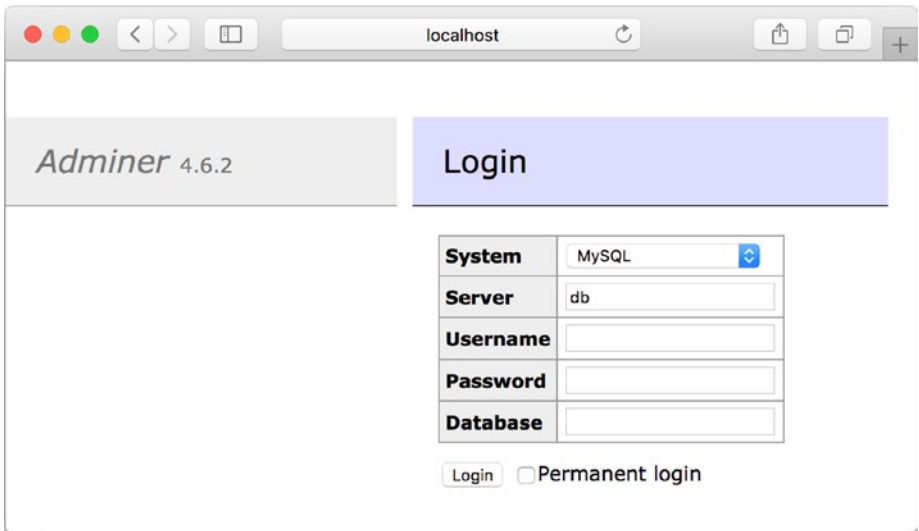 localhost
Adminer 4.6.2
Login
System MySQL
Server db
Username
Password
Database
Login Permanent login